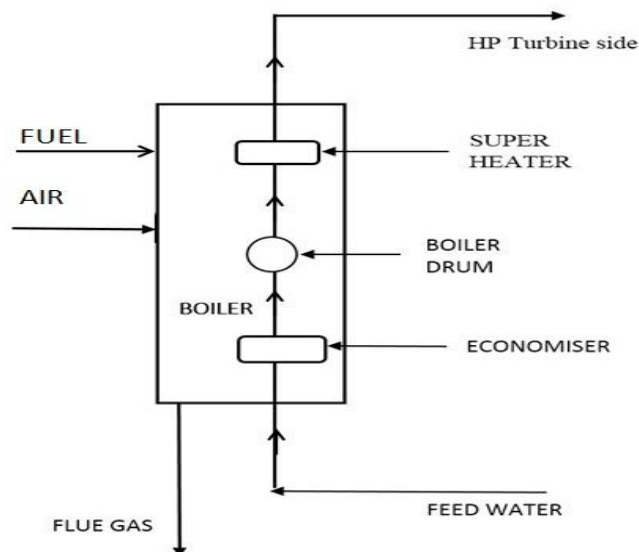 HP Turbine side
FUEL
SUPER
HEATER
AIR
BOILER
DRUM
BOILER
ECONOMISER
FEED WATER
FLUE GAS